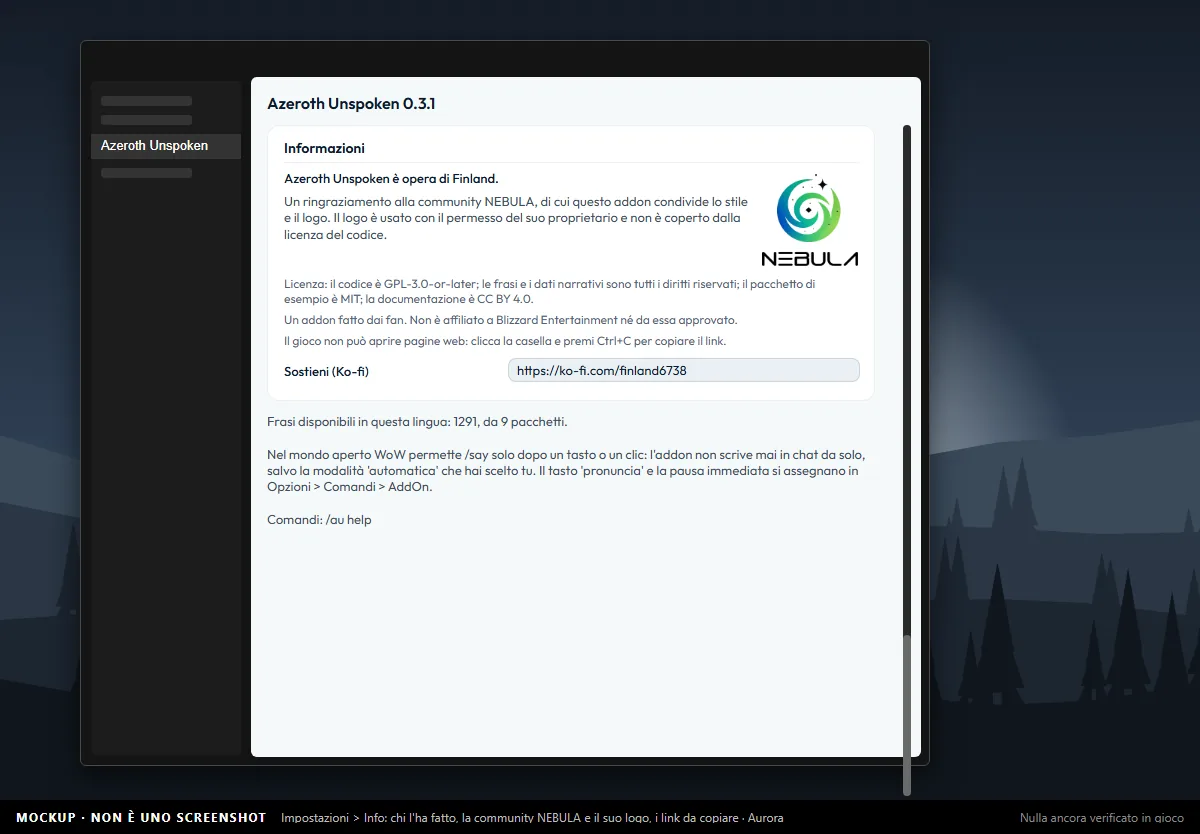 Azeroth Unspoken 0.3.1
Azeroth Unspoken
Informazioni
Azeroth Unspoken è opera di Finland.
Un ringraziamento alla community NEBULA, di cui questo addon condivide lo stile
e il logo. Il logo è usato con il permesso del suo proprietario e non è coperto dalla
licenza del codice.
NEBULA
Licenza: il codice è GPL-3.0-or-later; le frasi e i dati narrativi sono tutti i diritti riservati; il pacchetto di
esempio è MIT; la documentazione è CC BY 4.0.
Un addon fatto dai fan. Non è affiliato a Blizzard Entertainment né da essa approvato.
Il gioco non può aprire pagine web: clicca la casella e premi Ctrl+C per copiare il link.
Sostieni (Ko-fi)
https://ko-fi.com/finland6738
Frasi disponibili in questa lingua: 1291, da 9 pacchetti.
Nel mondo aperto WoW permette /say solo dopo un tasto o un clic: l'addon non scrive mai in chat da solo,
salvo la modalità 'automatica' che hai scelto tu. Il tasto 'pronuncia' e la pausa immediata si assegnano in
Opzioni > Comandi > AddOn.
Comandi: /au help
MOCKUP · NON È UNO SCREENSHOT
Impostazioni > Info: chi l'ha fatto, la community NEBULA e il suo logo, i link da copiare · Aurora
Nulla ancora verificato in gioco